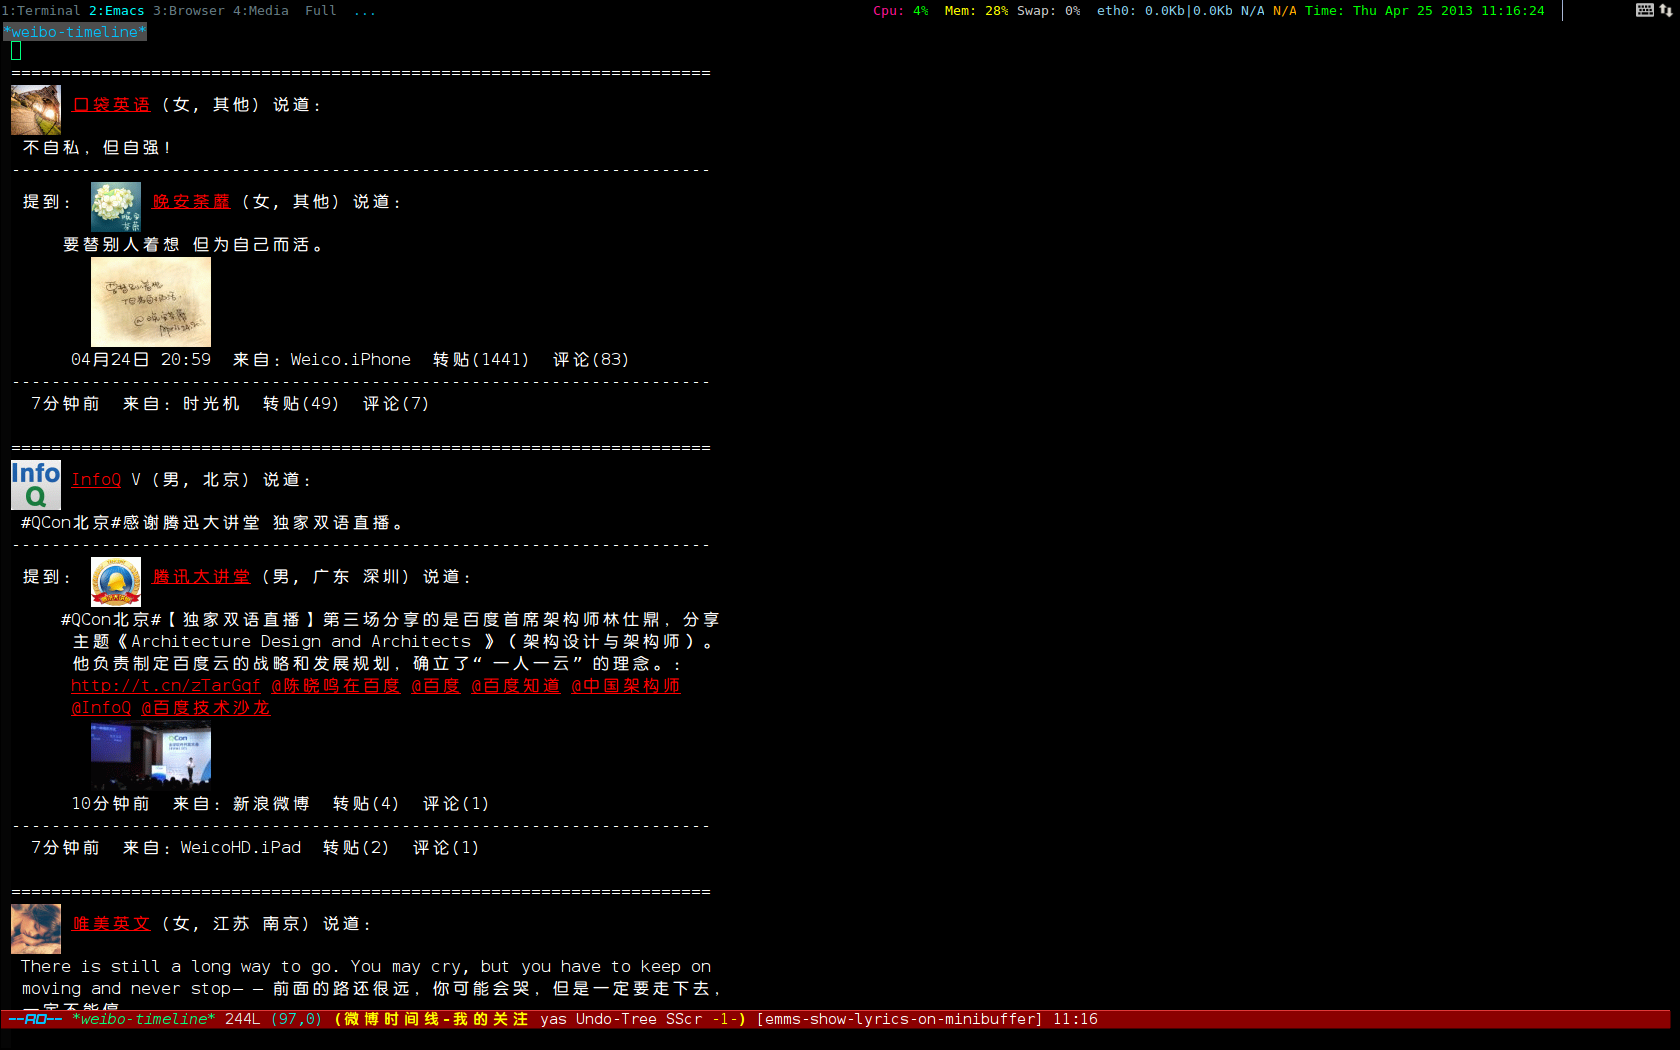 1:Terminal 2:Emacs 3:Browser 4:Media Full ... Cpu: 4% Mem: 28% Swap: 0% eth0: 0.0Kb|0.0Kb N/A N/A Time: Thu Apr 25 2013 11:16:24
*weibo-timeline*
======================================================================
口袋英语 (女, 其他) 说道:
不自私, 但自强!
----------------------------------------------------------------------
提到: 晚安荼蘼 (女, 其他) 说道:
要替别人着想 但为自己而活。
04月24日 20:59 来自: Weico.iPhone 转贴(1441) 评论(83)
----------------------------------------------------------------------
7分钟前 来自: 时光机 转贴(49) 评论(7)
======================================================================
Info
Q
InfoQ V (男, 北京) 说道:
#QCon北京#感谢腾迅大讲堂 独家双语直播。
----------------------------------------------------------------------
提到: 腾讯大讲堂 (男, 广东 深圳) 说道:
#QCon北京#【独家双语直播】第三场分享的是百度首席架构师林仕鼎, 分享
主题《Architecture Design and Architects 》(架构设计与架构师)。
他负责制定百度云的战略和发展规划, 确立了“一人一云”的理念。:
http://t.cn/zTarGqf @陈晓鸣在百度 @百度 @百度知道 @中国架构师
@InfoQ @百度技术沙龙
QCon
10分钟前 来自: 新浪微博 转贴(4) 评论(1)
----------------------------------------------------------------------
7分钟前 来自: WeicoHD.iPad 转贴(2) 评论(1)
======================================================================
唯美英文 (女, 江苏 南京) 说道:
There is still a long way to go. You may cry, but you have to keep on
moving and never stop—— 前面的路还很远, 你可能会哭, 但是一定要走下去,
一定不能停
--AO-- *weibo-timeline* 244L (97,0) (微博时间线-我的关注 yas Undo-Tree SScr -1-) [emms-show-lyrics-on-minibuffer] 11:16